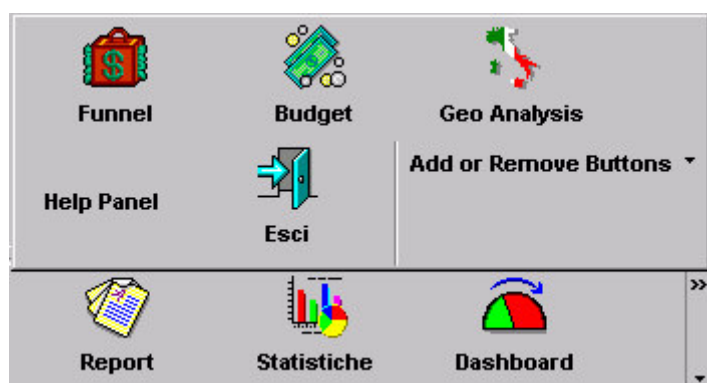 Funnel Budget Geo Analysis
Add or Remove Buttons
Help Panel
Esci
Report Statistiche Dashboard